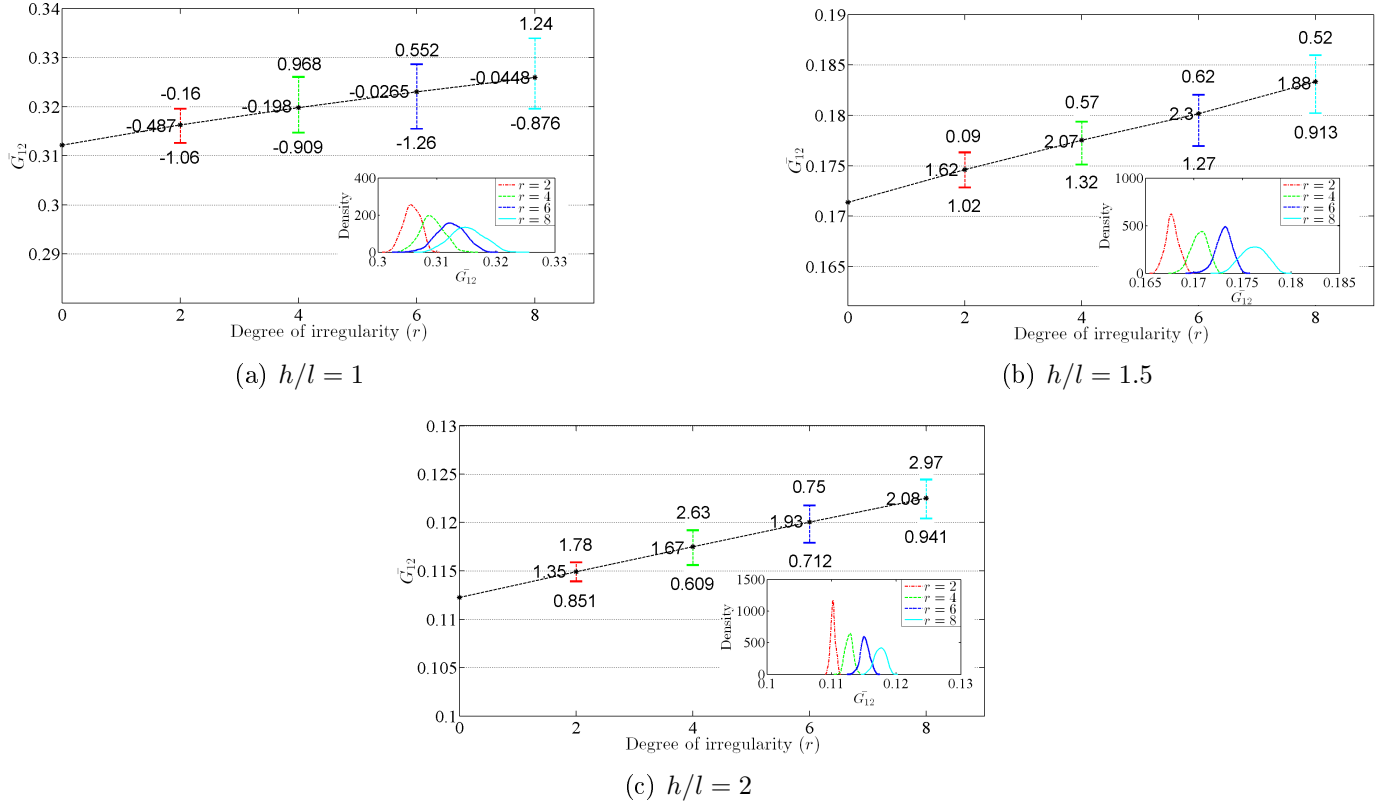 0.34
0.33
0.32
0.31
0.3
0.29
Ḡ12
-0.487
-0.16
-1.06
-0.198
0.968
-0.909
-0.0265
0.552
-1.26
-0.0448
1.24
-0.876
400
200
0
Density
r = 2
r = 4
r = 6
r = 8
0.3 0.31 0.32 0.33
Ḡ12
0 2 4 6 8
Degree of irregularity (r)
(a) h/l = 1
0.19
0.185
0.18
0.175
0.17
0.165
Ḡ12
1.62
0.09
1.02
2.07
0.57
1.32
2.3
0.62
1.27
1.88
0.52
0.913
1000
500
0
Density
r = 2
r = 4
r = 6
r = 8
0.165 0.17 0.175 0.18 0.185
Ḡ12
0 2 4 6 8
Degree of irregularity (r)
(b) h/l = 1.5
0.13
0.125
0.12
0.115
0.11
0.105
0.1
Ḡ12
1.35
1.78
0.851
1.67
2.63
0.609
1.93
0.75
0.712
2.08
2.97
0.941
1500
1000
500
0
Density
r = 2
r = 4
r = 6
r = 8
0.1 0.11 0.12 0.13
Ḡ12
0 2 4 6 8
Degree of irregularity (r)
(c) h/l = 2